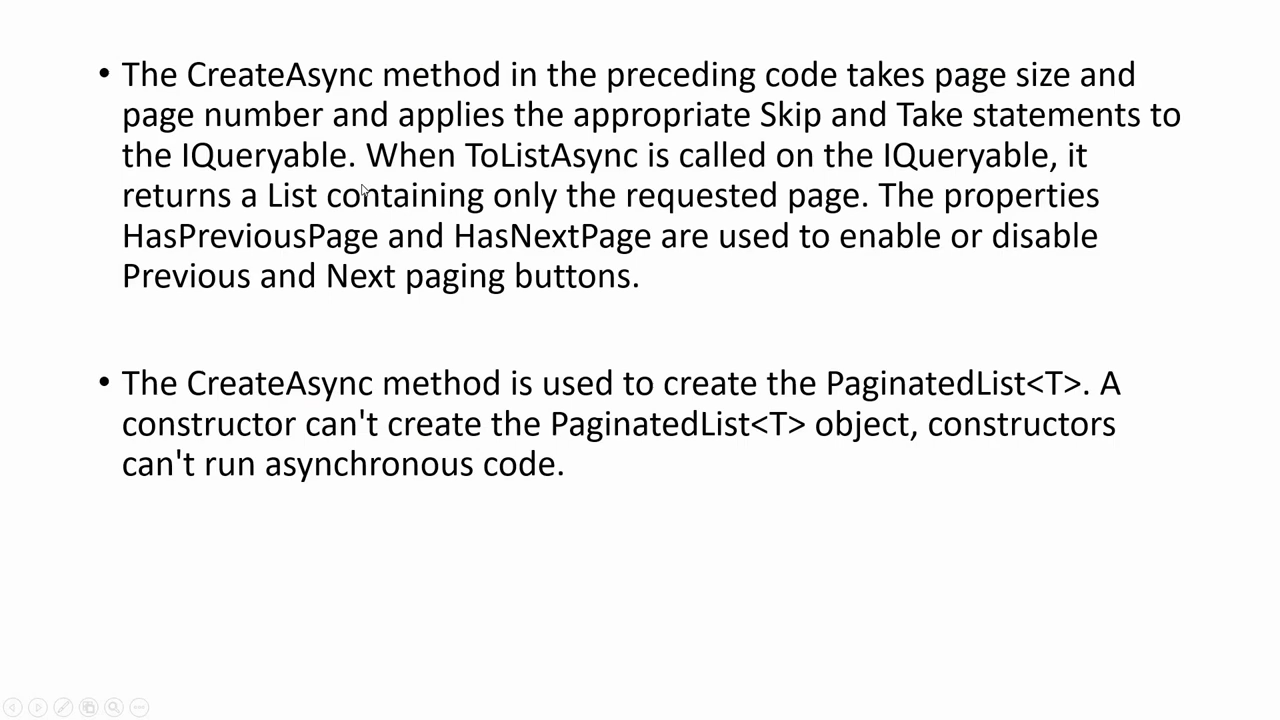 • The CreateAsync method in the preceding code takes page size and
page number and applies the appropriate Skip and Take statements to
the IQueryable. When ToListAsync is called on the IQueryable, it
returns a List containing only the requested page. The properties
HasPreviousPage and HasNextPage are used to enable or disable
Previous and Next paging buttons.
• The CreateAsync method is used to create the PaginatedList<T>. A
constructor can't create the PaginatedList<T> object, constructors
can't run asynchronous code.